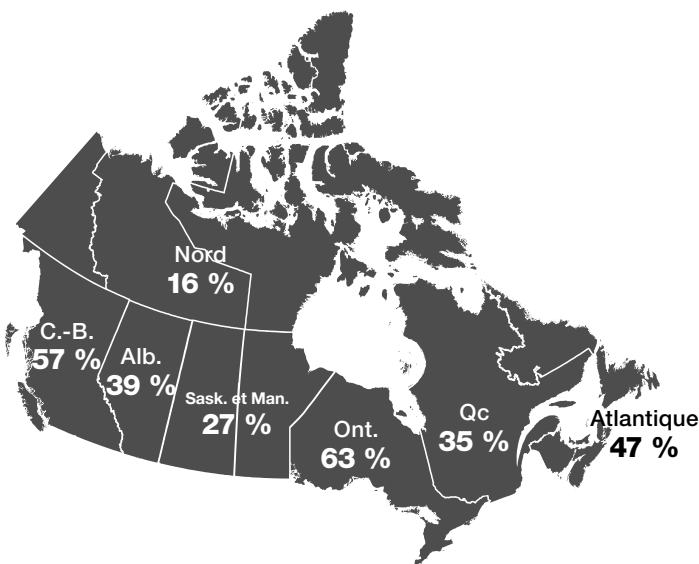 Nord
16 %
C.-B.
57 %
Alb.
39 %
Sask. et Man.
27 %
Ont.
63 %
Qc
35 %
Atlantique
47 %